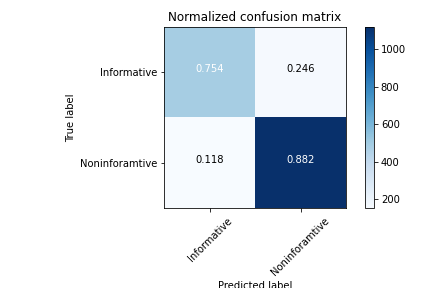 Normalized confusion matrix
True label
Informative
0.754
0.246
Noninforamtive
0.118
0.882
Informative
Noninforamtive
Predicted label
1000
800
600
400
200